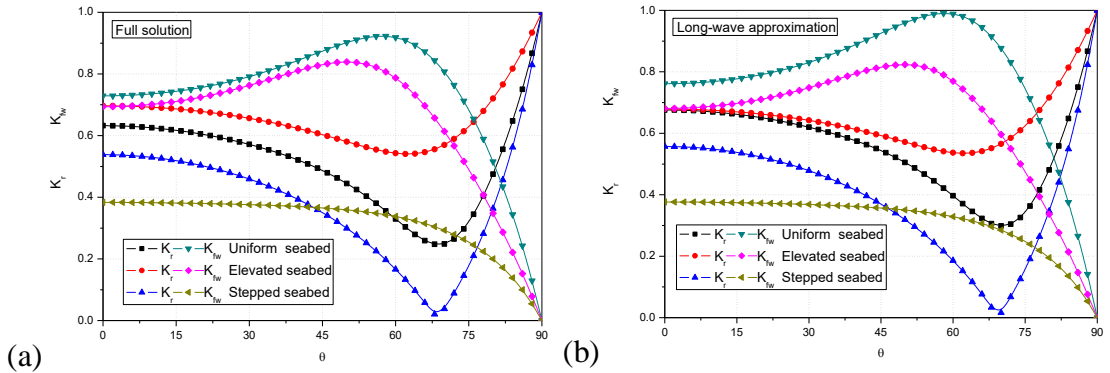 Full solution
1.0
0.8
0.6
0.4
0.2
0.0
K_fw
K_r
K_r K_fw Uniform seabed
K_r K_fw Elevated seabed
K_r K_fw Stepped seabed
0 15 30 45 60 75 90
θ
(a)
Long-wave approximation
1.0
0.8
0.6
0.4
0.2
0.0
K_fw
K_r
K_r K_fw Uniform seabed
K_r K_fw Elevated seabed
K_r K_fw Stepped seabed
0 15 30 45 60 75 90
θ
(b)